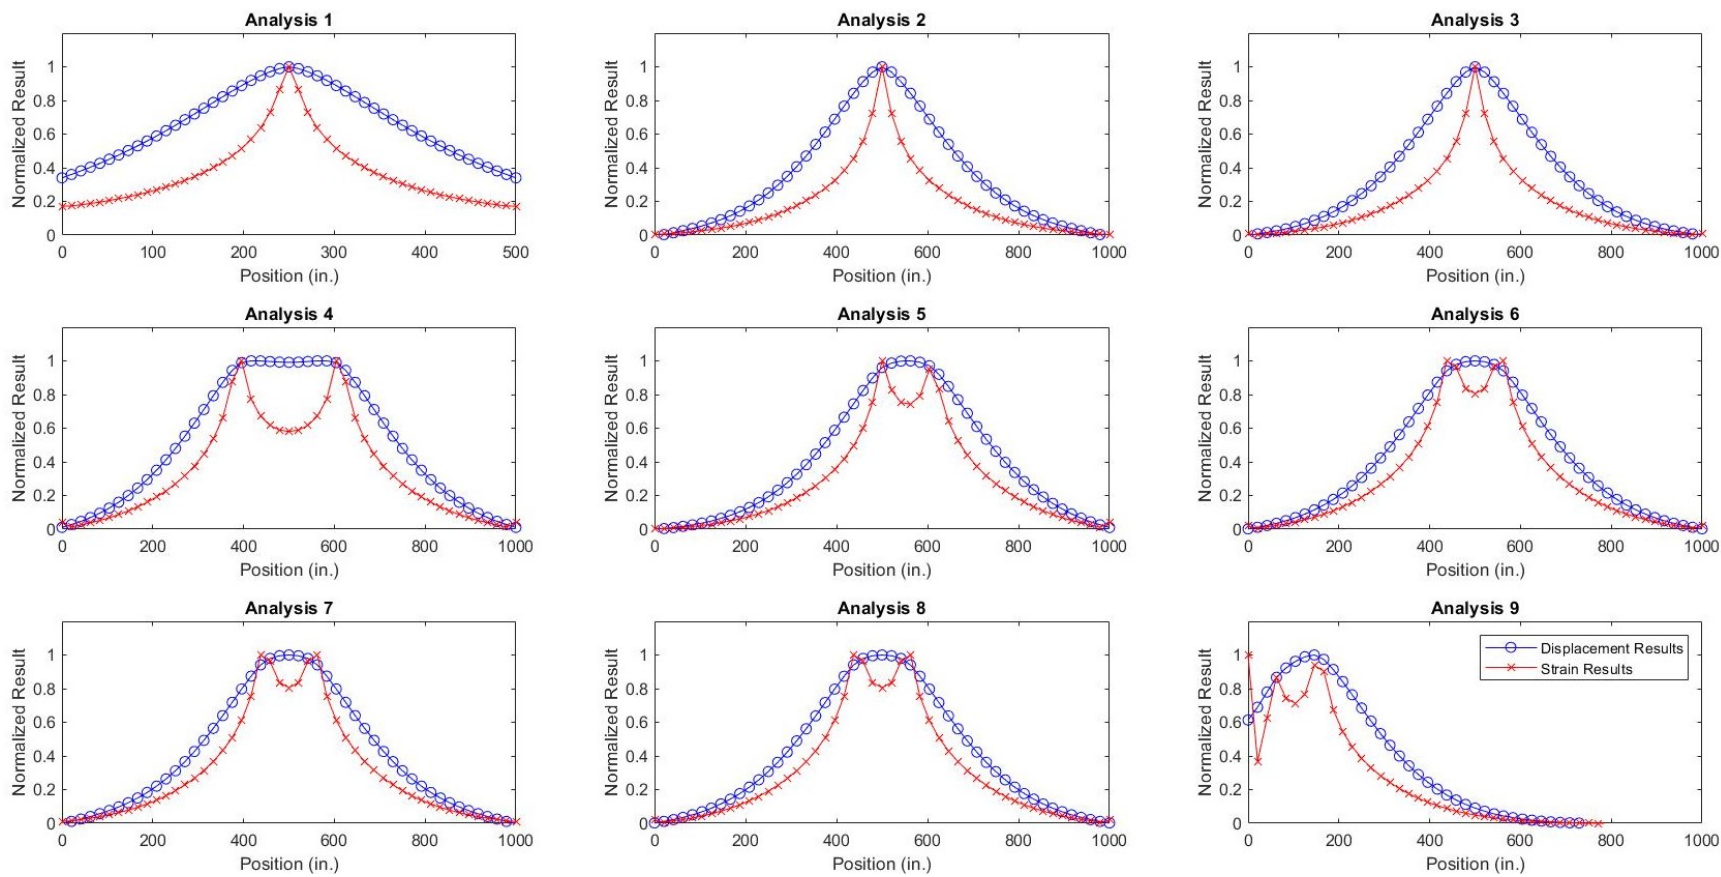 Analysis 1
Normalized Result
1
0.8
0.6
0.4
0.2
0
0 100 200 300 400 500
Position (in.)
Analysis 2
Normalized Result
1
0.8
0.6
0.4
0.2
0
0 200 400 600 800 1000
Position (in.)
Analysis 3
Normalized Result
1
0.8
0.6
0.4
0.2
0
0 200 400 600 800 1000
Position (in.)
Analysis 4
Normalized Result
1
0.8
0.6
0.4
0.2
0
0 200 400 600 800 1000
Position (in.)
Analysis 5
Normalized Result
1
0.8
0.6
0.4
0.2
0
0 200 400 600 800 1000
Position (in.)
Analysis 6
Normalized Result
1
0.8
0.6
0.4
0.2
0
0 200 400 600 800 1000
Position (in.)
Analysis 7
Normalized Result
1
0.8
0.6
0.4
0.2
0
0 200 400 600 800 1000
Position (in.)
Analysis 8
Normalized Result
1
0.8
0.6
0.4
0.2
0
0 200 400 600 800 1000
Position (in.)
Analysis 9
Displacement Results
Strain Results
Normalized Result
1
0.8
0.6
0.4
0.2
0
0 200 400 600 800 1000
Position (in.)